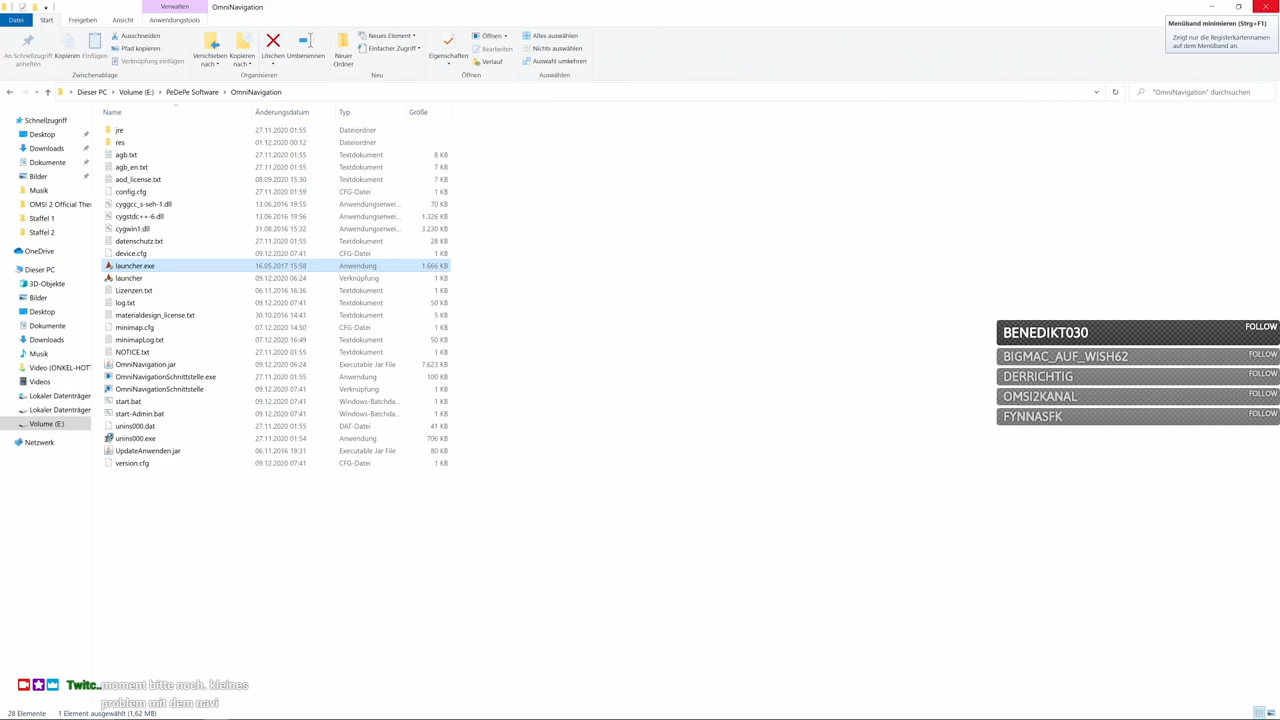 Verwalten
OmniNavigation
Datei
Start
Freigeben
Ansicht
Anwendungstools
Menüband minimieren (Strg+F1)
Zeigt nur die Registerkartennamen
auf dem Menüband an.
An Schnellzugriff
anheften
Kopieren
Einfügen
Ausschneiden
Pfad kopieren
Verknüpfung einfügen
Zwischenablage
Verschieben
nach
Kopieren
nach
Löschen
Umbenennen
Organisieren
Neuer
Ordner
Neues Element
Einfacher Zugriff
Neu
Eigenschaften
Öffnen
Bearbeiten
Verlauf
Öffnen
Alles auswählen
Nichts auswählen
Auswahl umkehren
Auswählen
Dieser PC > Volume (E:) > PeDePe Software > OmniNavigation
"OmniNavigation" durchsuchen
Name Änderungsdatum Typ Größe
Schnellzugriff
Desktop
Downloads
Dokumente
Bilder
Musik
OMSI 2 Official The
Staffel 1
Staffel 2
OneDrive
Dieser PC
3D-Objekte
Bilder
Desktop
Dokumente
Downloads
Musik
Video (ONKEL-HOT
Videos
Lokaler Datenträger
Lokaler Datenträger
Volume (E:)
Netzwerk
jre 27.11.2020 01:55 Dateiordner
res 01.12.2020 00:12 Dateiordner
agb.txt 27.11.2020 01:55 Textdokument 8 KB
agb_en.txt 27.11.2020 01:55 Textdokument 7 KB
aod_license.txt 08.09.2020 15:30 Textdokument 7 KB
config.cfg 27.11.2020 01:59 CFG-Datei 1 KB
cyggcc_s-seh-1.dll 13.06.2016 19:55 Anwendungserwei... 70 KB
cygstdc++-6.dll 13.06.2016 19:56 Anwendungserwei... 1.326 KB
cygwin1.dll 31.08.2016 15:32 Anwendungserwei... 3.230 KB
datenschutz.txt 27.11.2020 01:55 Textdokument 28 KB
device.cfg 09.12.2020 07:41 CFG-Datei 1 KB
launcher.exe 16.05.2017 15:58 Anwendung 1.666 KB
launcher 09.12.2020 06:24 Verknüpfung 1 KB
Lizenzen.txt 06.11.2016 16:36 Textdokument 1 KB
log.txt 09.12.2020 07:41 Textdokument 50 KB
materialdesign_license.txt 30.10.2016 14:41 Textdokument 5 KB
minimap.cfg 07.12.2020 14:50 CFG-Datei 1 KB
minimapLog.txt 07.12.2020 16:49 Textdokument 50 KB
NOTICE.txt 27.11.2020 01:55 Textdokument 1 KB
OmniNavigation.jar 09.12.2020 06:24 Executable Jar File 7.623 KB
OmniNavigationSchnittstelle.exe 27.11.2020 01:55 Anwendung 100 KB
OmniNavigationSchnittstelle 09.12.2020 07:41 Verknüpfung 1 KB
start.bat 09.12.2020 07:41 Windows-Batchda... 1 KB
start-Admin.bat 09.12.2020 07:41 Windows-Batchda... 1 KB
unins000.dat 27.11.2020 01:55 DAT-Datei 41 KB
unins000.exe 27.11.2020 01:54 Anwendung 706 KB
UpdateAnwenden.jar 06.11.2016 19:31 Executable Jar File 80 KB
version.cfg 09.12.2020 07:41 CFG-Datei 1 KB
BENEDIKT030 FOLLOW
BIGMAC_AUF_WISH62 FOLLOW
DERRICHTIG FOLLOW
OMSI2KANAL FOLLOW
FYNNASFK FOLLOW
Twitc.. moment bitte noch. kleines
problem mit dem navi
28 Elemente 1 Element ausgewählt (1,62 MB)